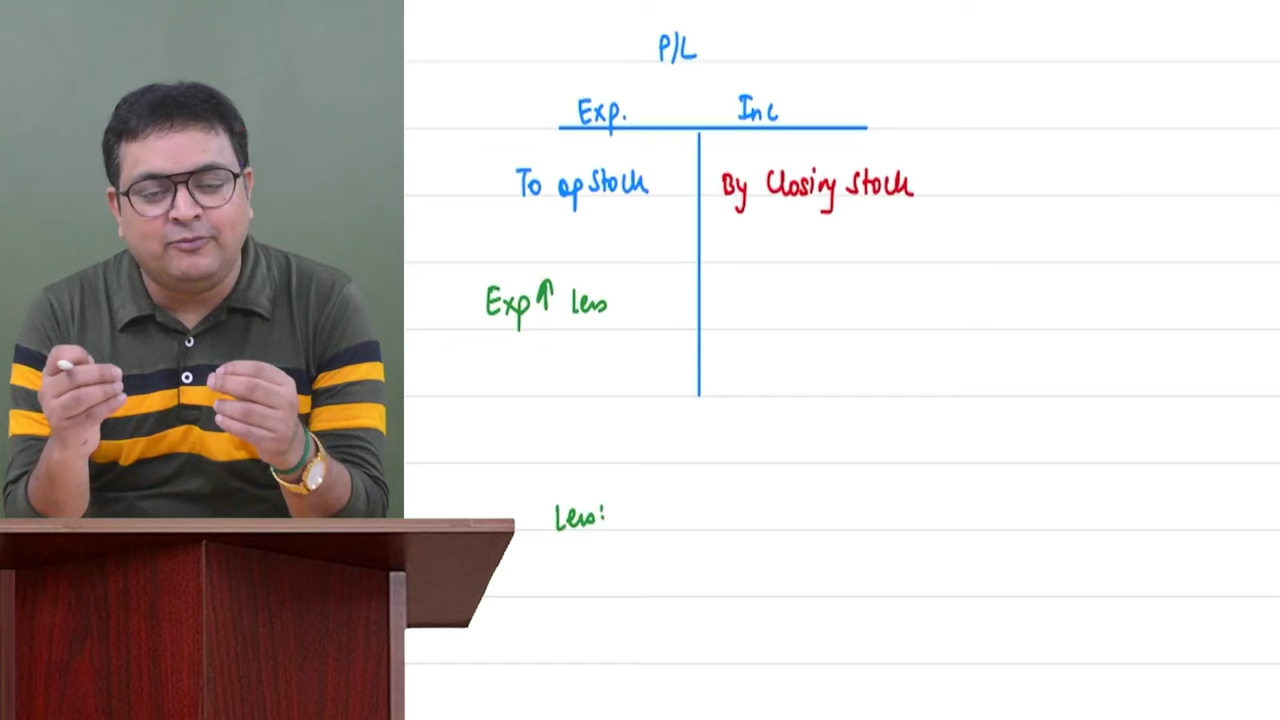 P/L
Exp. Inc
To op Stock By Closing Stock
Exp↑ less
Less: